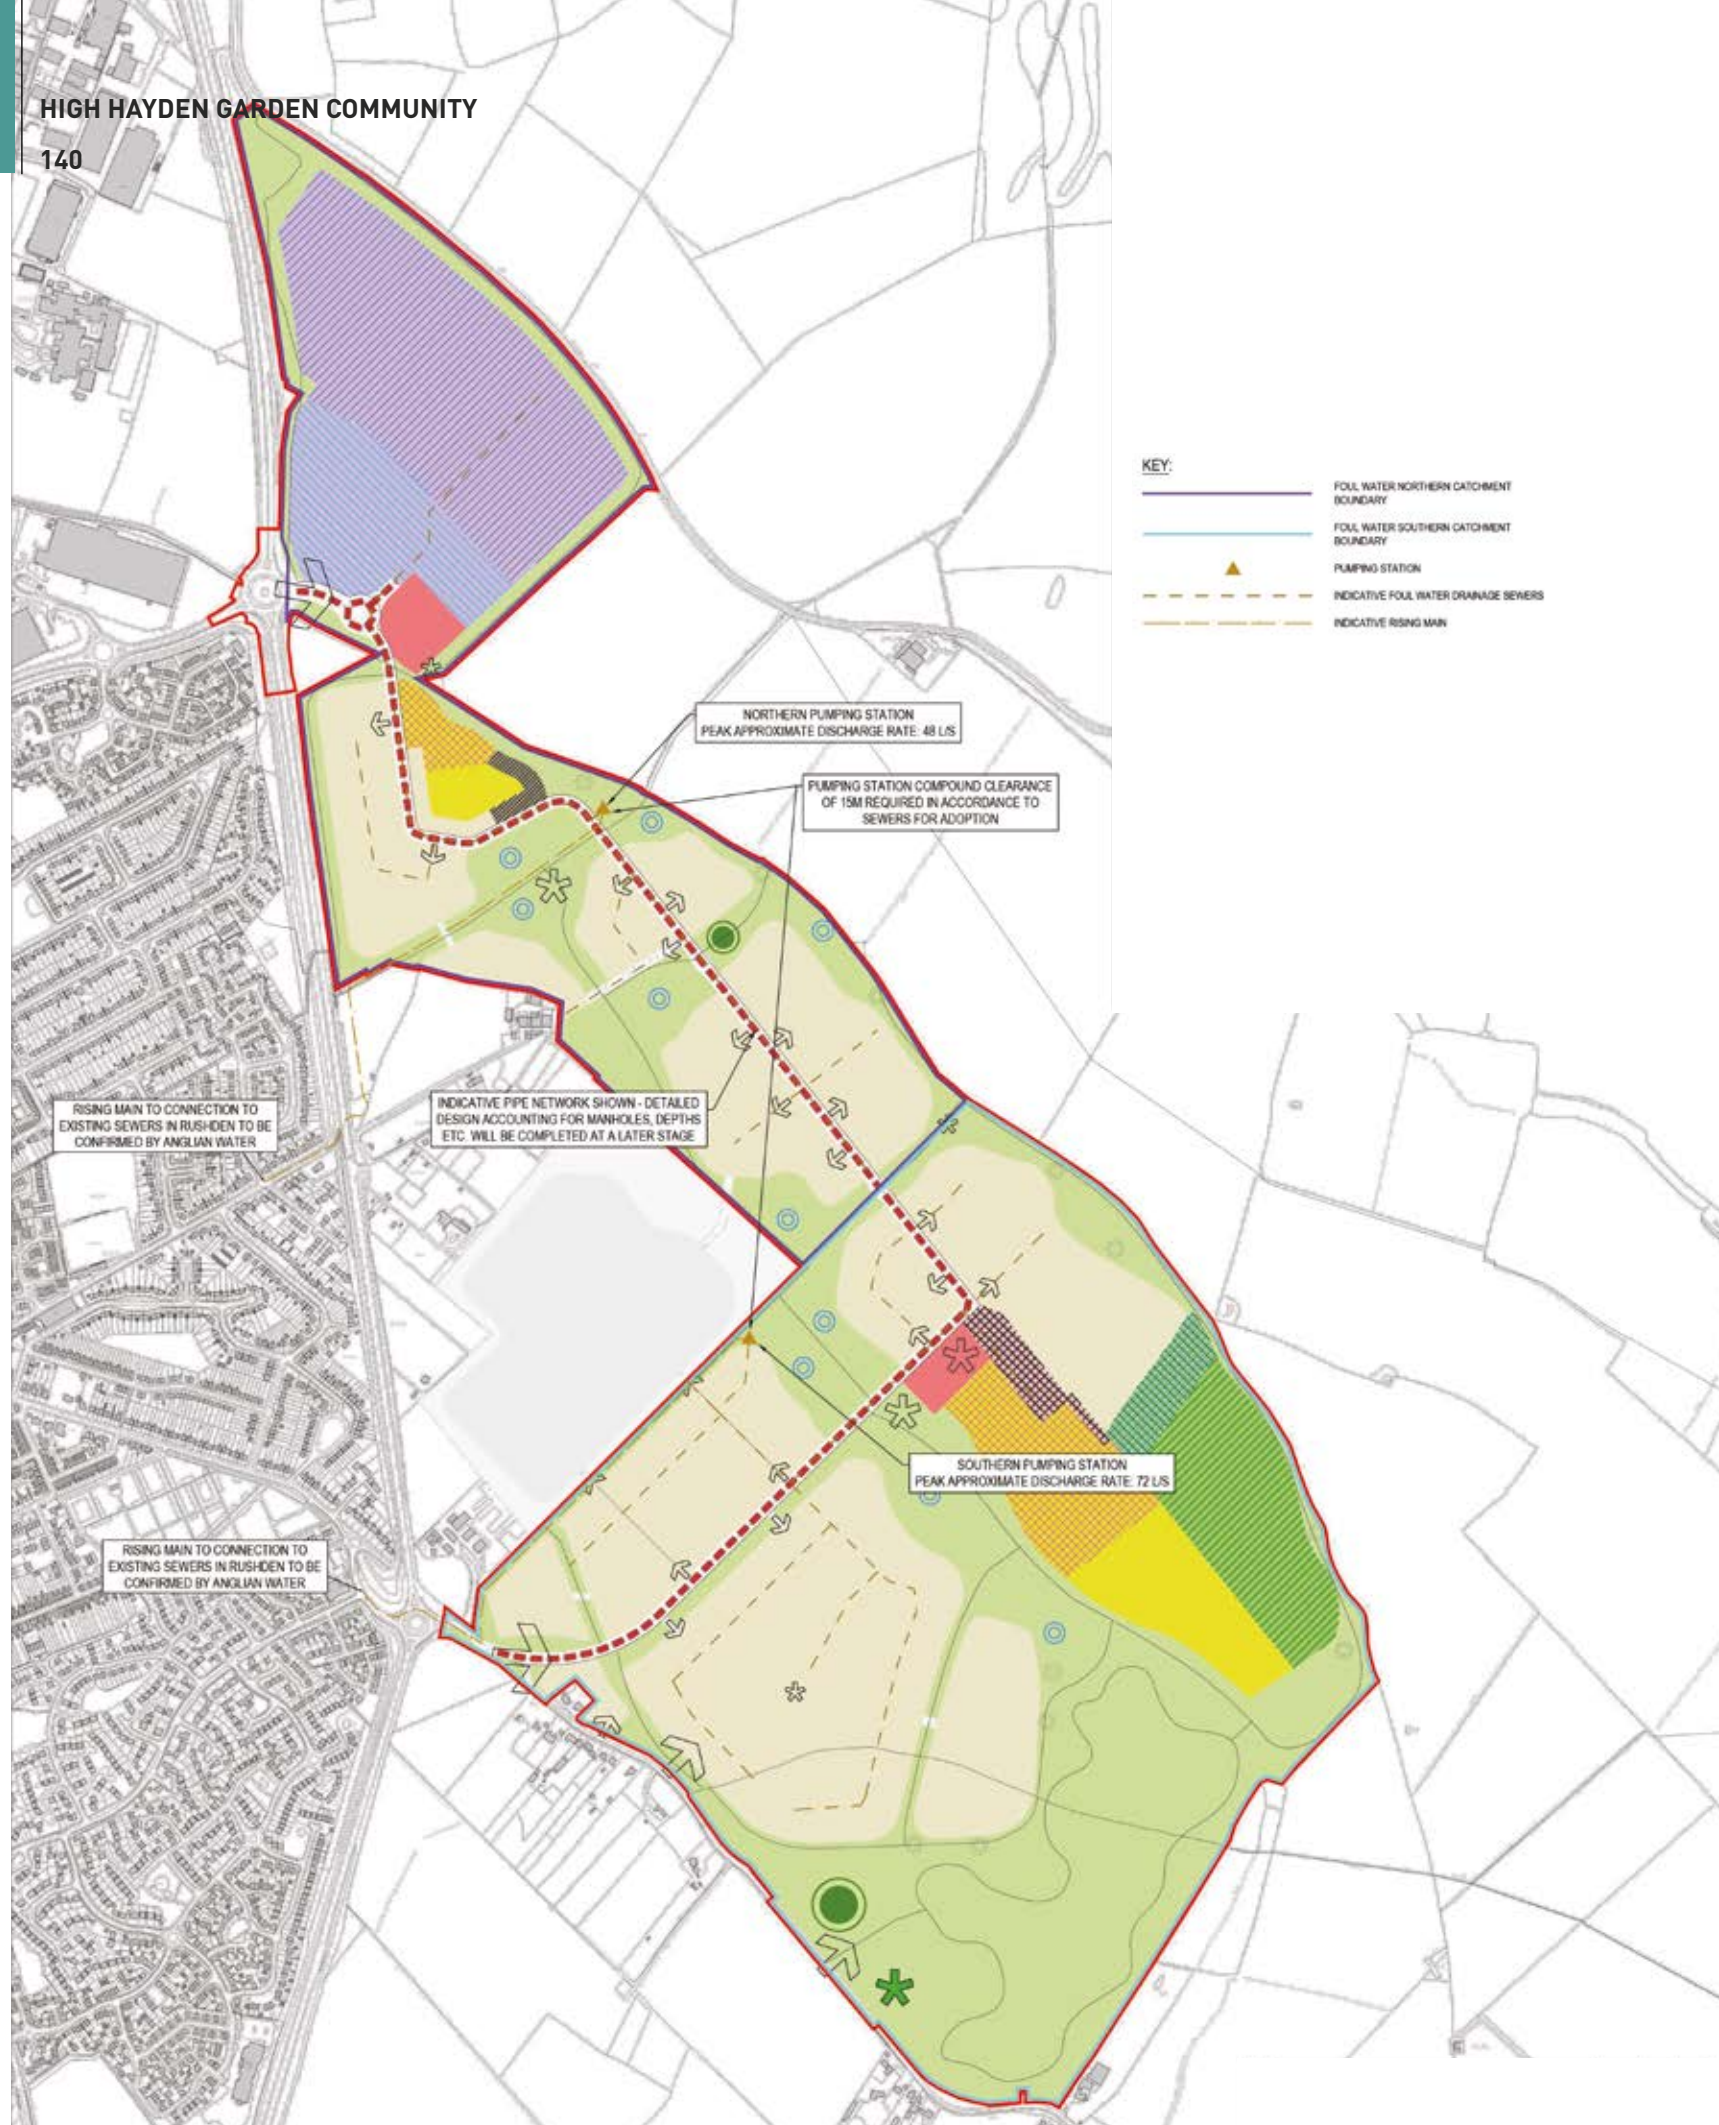 HIGH HAYDEN GARDEN COMMUNITY
140
KEY:
FOUL WATER NORTHERN CATCHMENT
BOUNDARY
FOUL WATER SOUTHERN CATCHMENT
BOUNDARY
PUMPING STATION
INDICATIVE FOUL WATER DRAINAGE SEWERS
INDICATIVE RISING MAIN
NORTHERN PUMPING STATION
PEAK APPROXIMATE DISCHARGE RATE: 48 L/S
PUMPING STATION COMPOUND CLEARANCE
OF 15M REQUIRED IN ACCORDANCE TO
SEWERS FOR ADOPTION
RISING MAIN TO CONNECTION TO
EXISTING SEWERS IN RUSHDEN TO BE
CONFIRMED BY ANGLIAN WATER
INDICATIVE PIPE NETWORK SHOWN - DETAILED
DESIGN ACCOUNTING FOR MANHOLES, DEPTHS
ETC. WILL BE COMPLETED AT A LATER STAGE
SOUTHERN PUMPING STATION
PEAK APPROXIMATE DISCHARGE RATE: 72 L/S
RISING MAIN TO CONNECTION TO
EXISTING SEWERS IN RUSHDEN TO BE
CONFIRMED BY ANGLIAN WATER